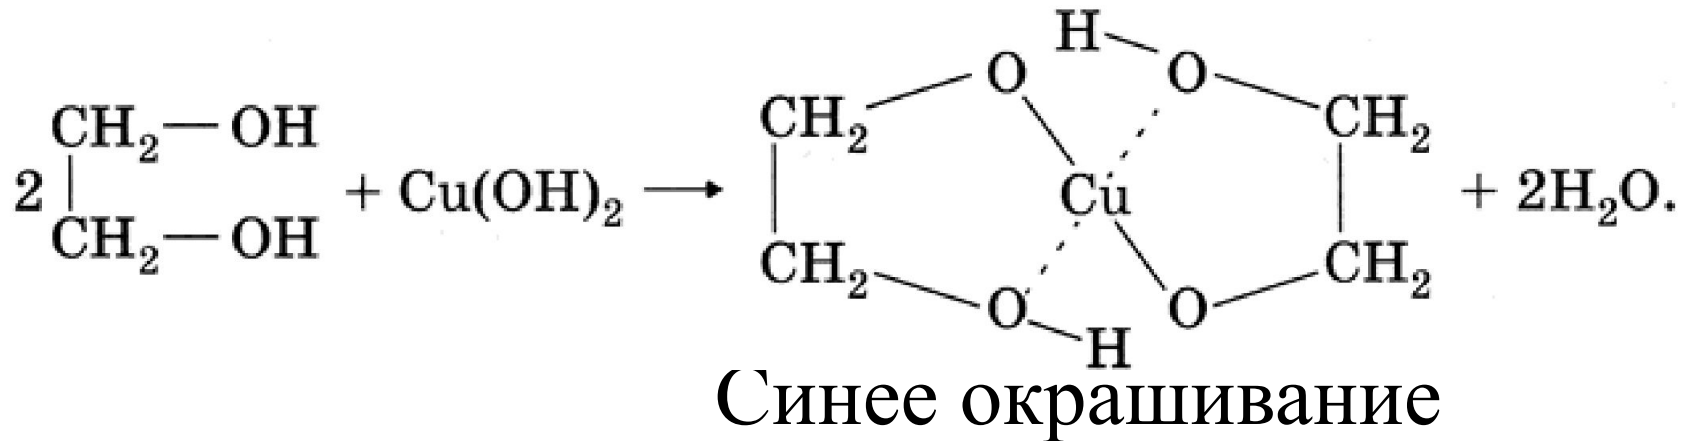 H
O O
CH₂—OH CH₂ CH₂
2 + Cu(OH)₂ → Cu + 2H₂O.
CH₂—OH CH₂ CH₂
O O
H
Синее окрашивание